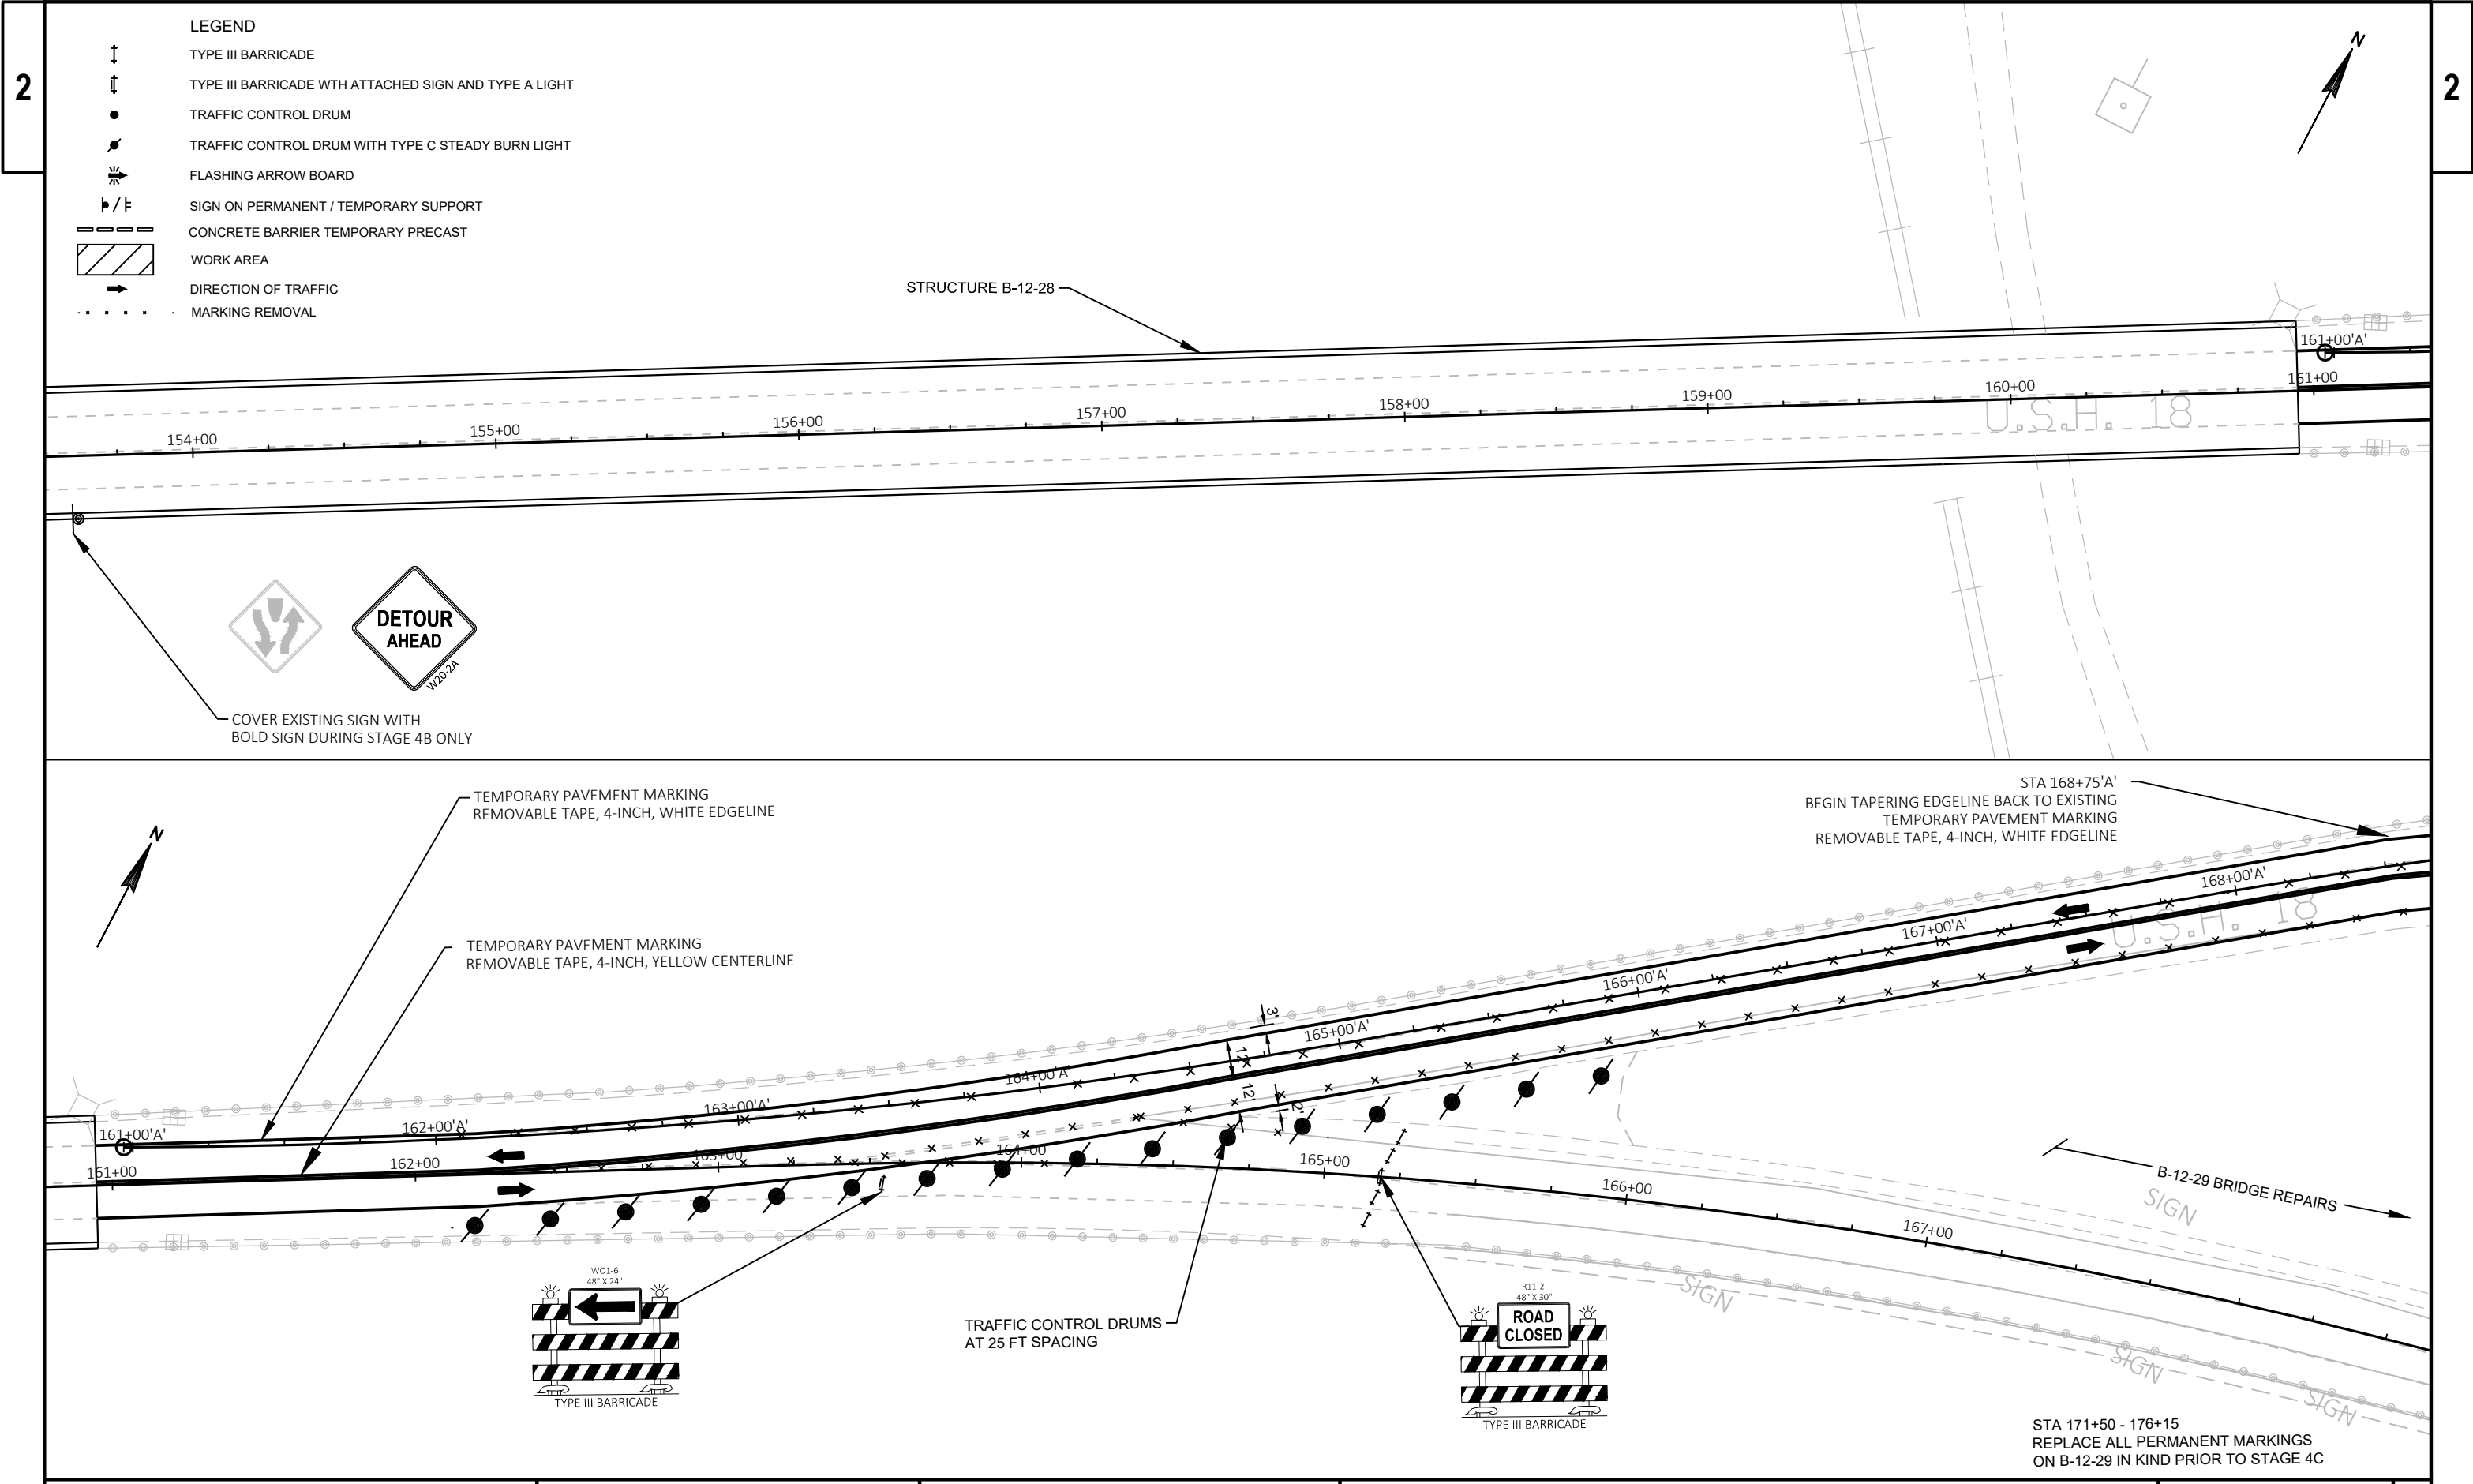 2
2
LEGEND
TYPE III BARRICADE
TYPE III BARRICADE WTH ATTACHED SIGN AND TYPE A LIGHT
TRAFFIC CONTROL DRUM
TRAFFIC CONTROL DRUM WITH TYPE C STEADY BURN LIGHT
FLASHING ARROW BOARD
SIGN ON PERMANENT / TEMPORARY SUPPORT
CONCRETE BARRIER TEMPORARY PRECAST
WORK AREA
DIRECTION OF TRAFFIC
MARKING REMOVAL
N
STRUCTURE B-12-28
161+00'A'
154+00
155+00
156+00
157+00
158+00
159+00
160+00
161+00
U.S.H. 18
DETOUR
AHEAD
W20-2A
COVER EXISTING SIGN WITH
BOLD SIGN DURING STAGE 4B ONLY
N
TEMPORARY PAVEMENT MARKING
REMOVABLE TAPE, 4-INCH, WHITE EDGELINE
TEMPORARY PAVEMENT MARKING
REMOVABLE TAPE, 4-INCH, YELLOW CENTERLINE
STA 168+75'A'
BEGIN TAPERING EDGELINE BACK TO EXISTING
TEMPORARY PAVEMENT MARKING
REMOVABLE TAPE, 4-INCH, WHITE EDGELINE
161+00'A'
162+00'A'
163+00'A'
164+00'A'
165+00'A'
166+00'A'
167+00'A'
168+00'A'
U.S.H. 18
3'
12'
12'
2'
161+00
162+00
163+00
164+00
165+00
166+00
167+00
B-12-29 BRIDGE REPAIRS
SIGN
SIGN
SIGN
SIGN
WO1-6
48" X 24"
TYPE III BARRICADE
TRAFFIC CONTROL DRUMS
AT 25 FT SPACING
R11-2
48" X 30"
ROAD
CLOSED
TYPE III BARRICADE
STA 171+50 - 176+15
REPLACE ALL PERMANENT MARKINGS
ON B-12-29 IN KIND PRIOR TO STAGE 4C